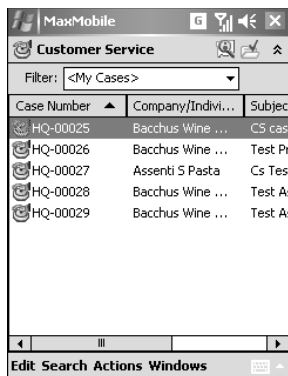 MaxMobile G
Customer Service
Filter: <My Cases>
Case Number Company/Indivi... Subjec
HQ-00025 Bacchus Wine ... CS cas
HQ-00026 Bacchus Wine ... Test Pr
HQ-00027 Assenti S Pasta Cs Tes
HQ-00028 Bacchus Wine ... Test A
HQ-00029 Bacchus Wine ... Test A
Edit Search Actions Windows